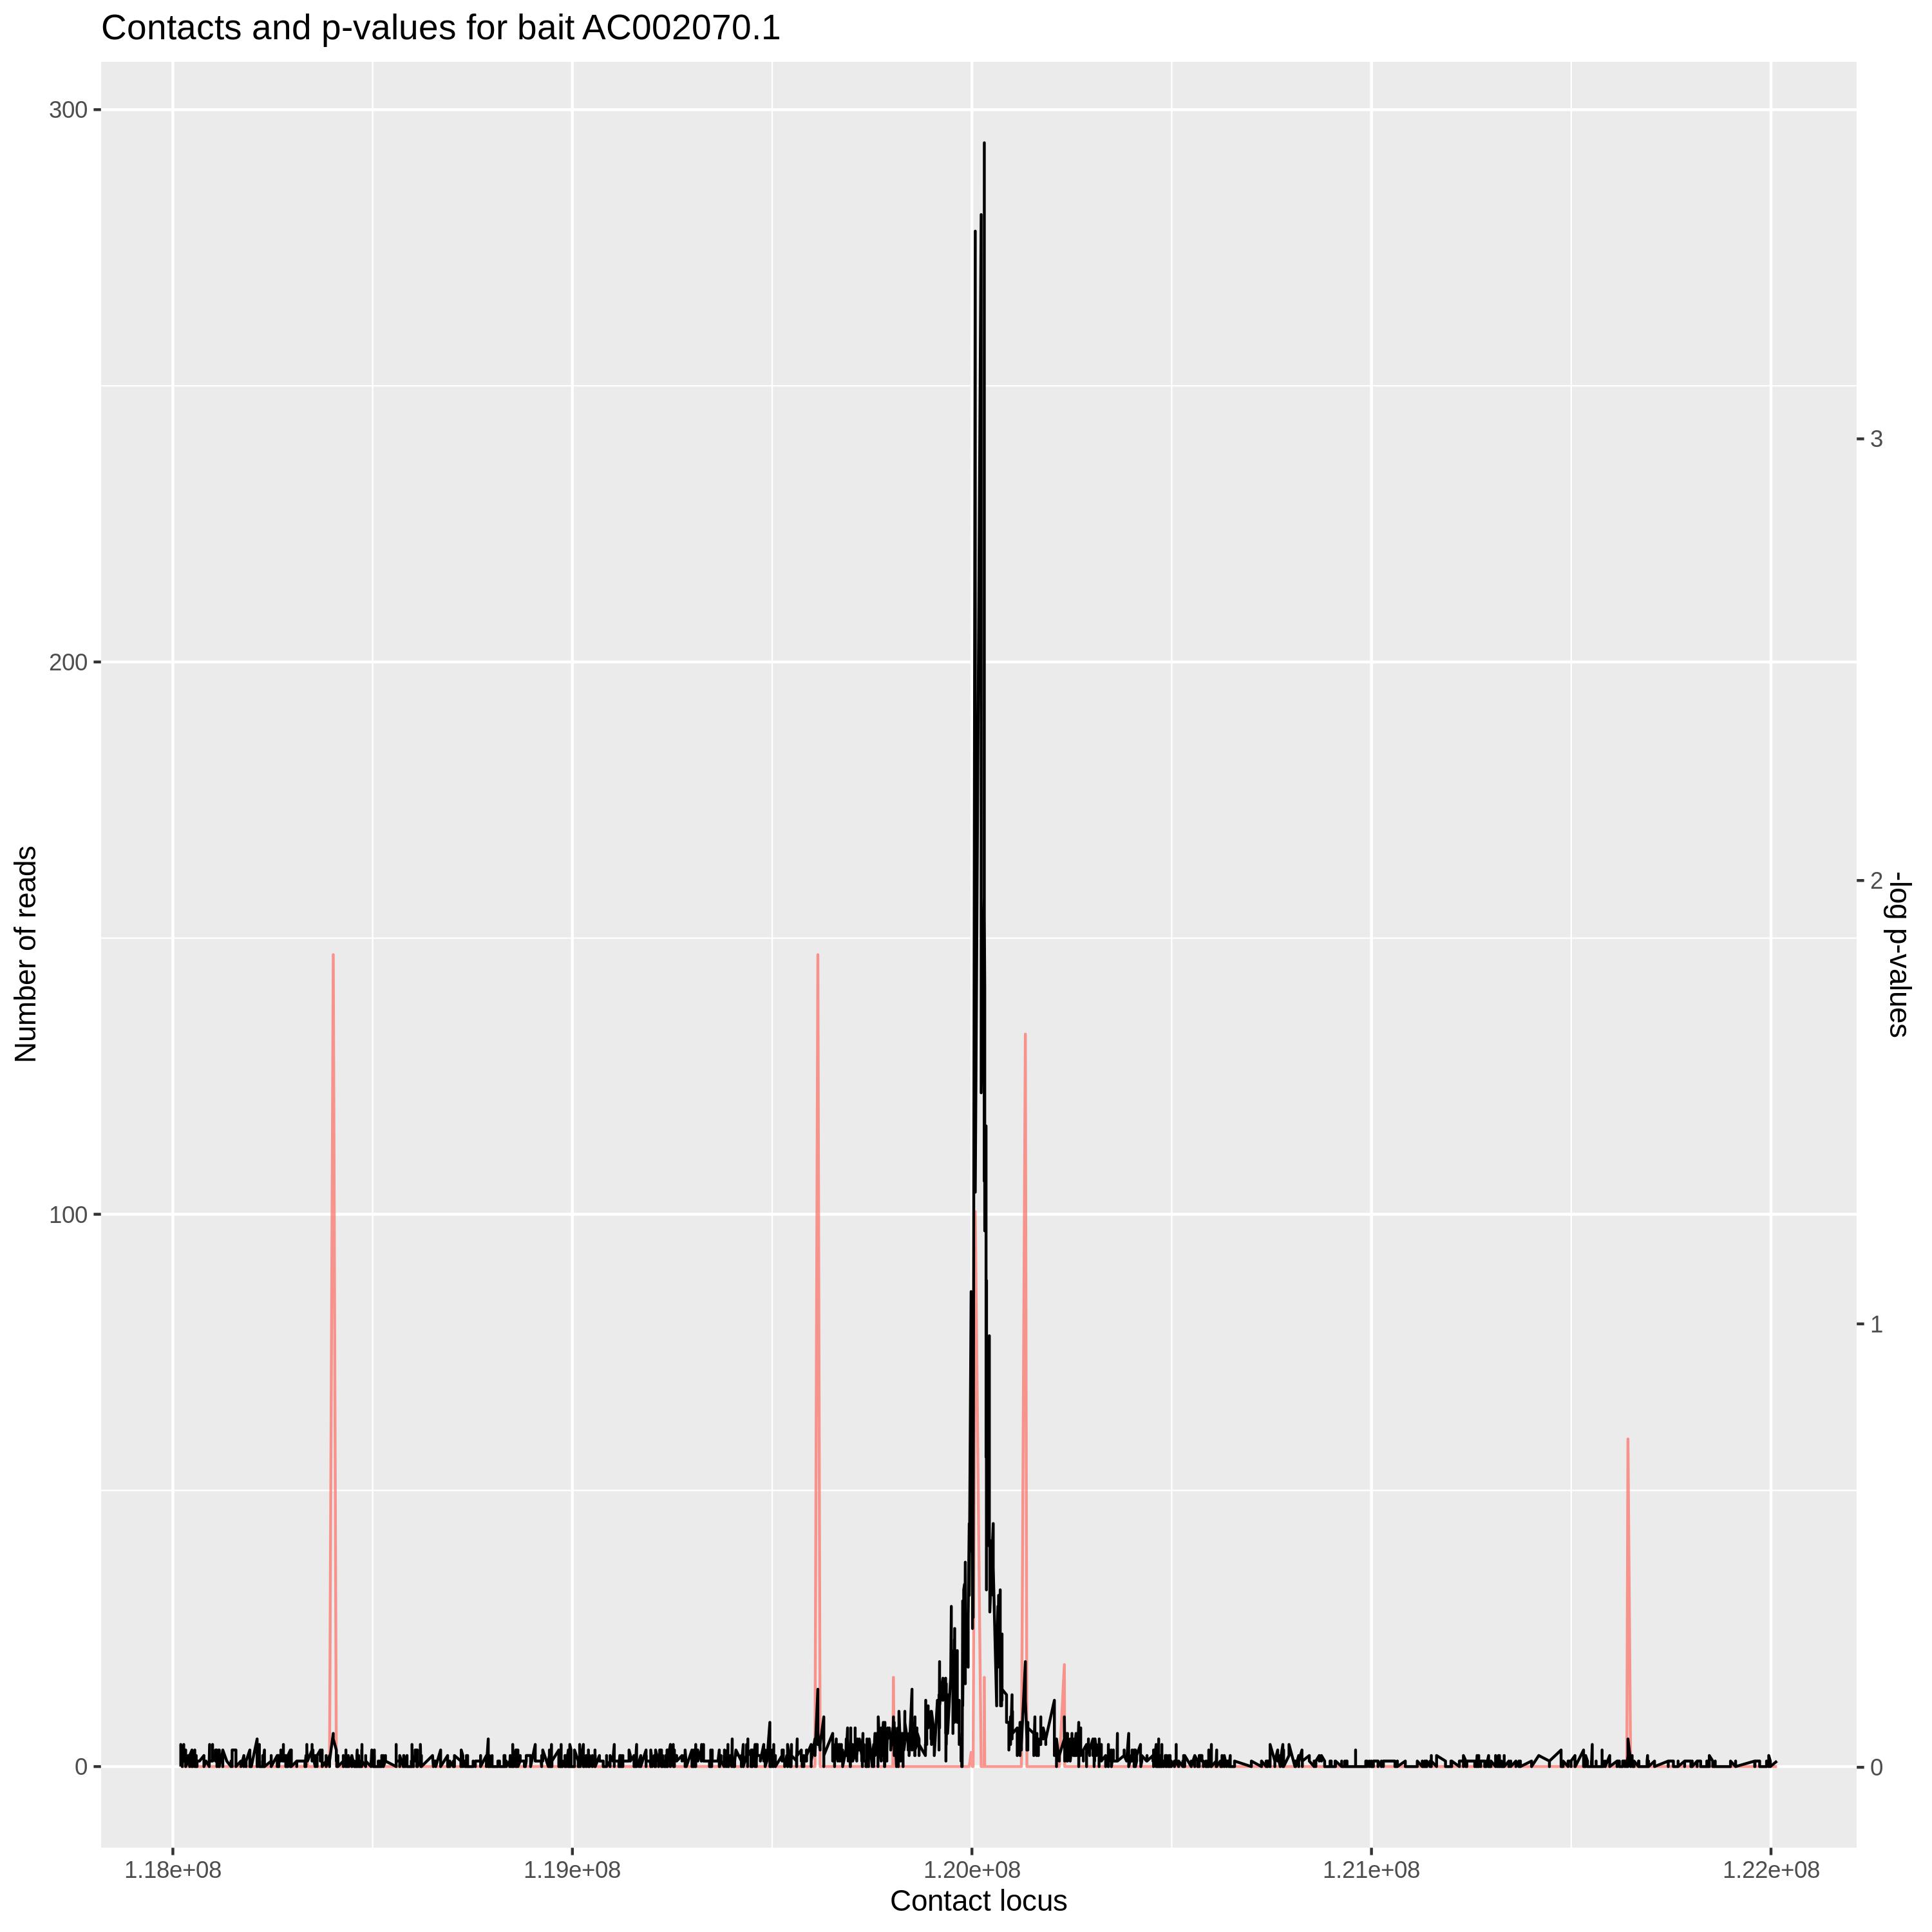 Contacts and p-values for bait AC002070.1
300
200
100
0
Number of reads
3
2
1
0
-log p-values
1.18e+08
1.19e+08
1.20e+08
1.21e+08
1.22e+08
Contact locus